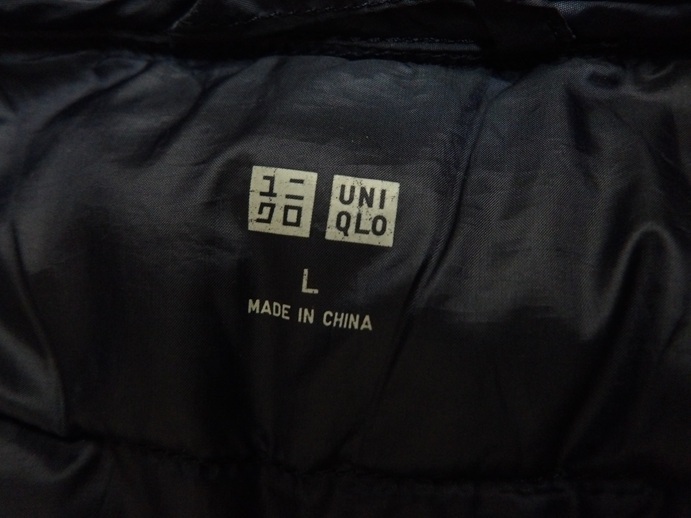 ユニ UNI
クロ QLO
L
MADE IN CHINA